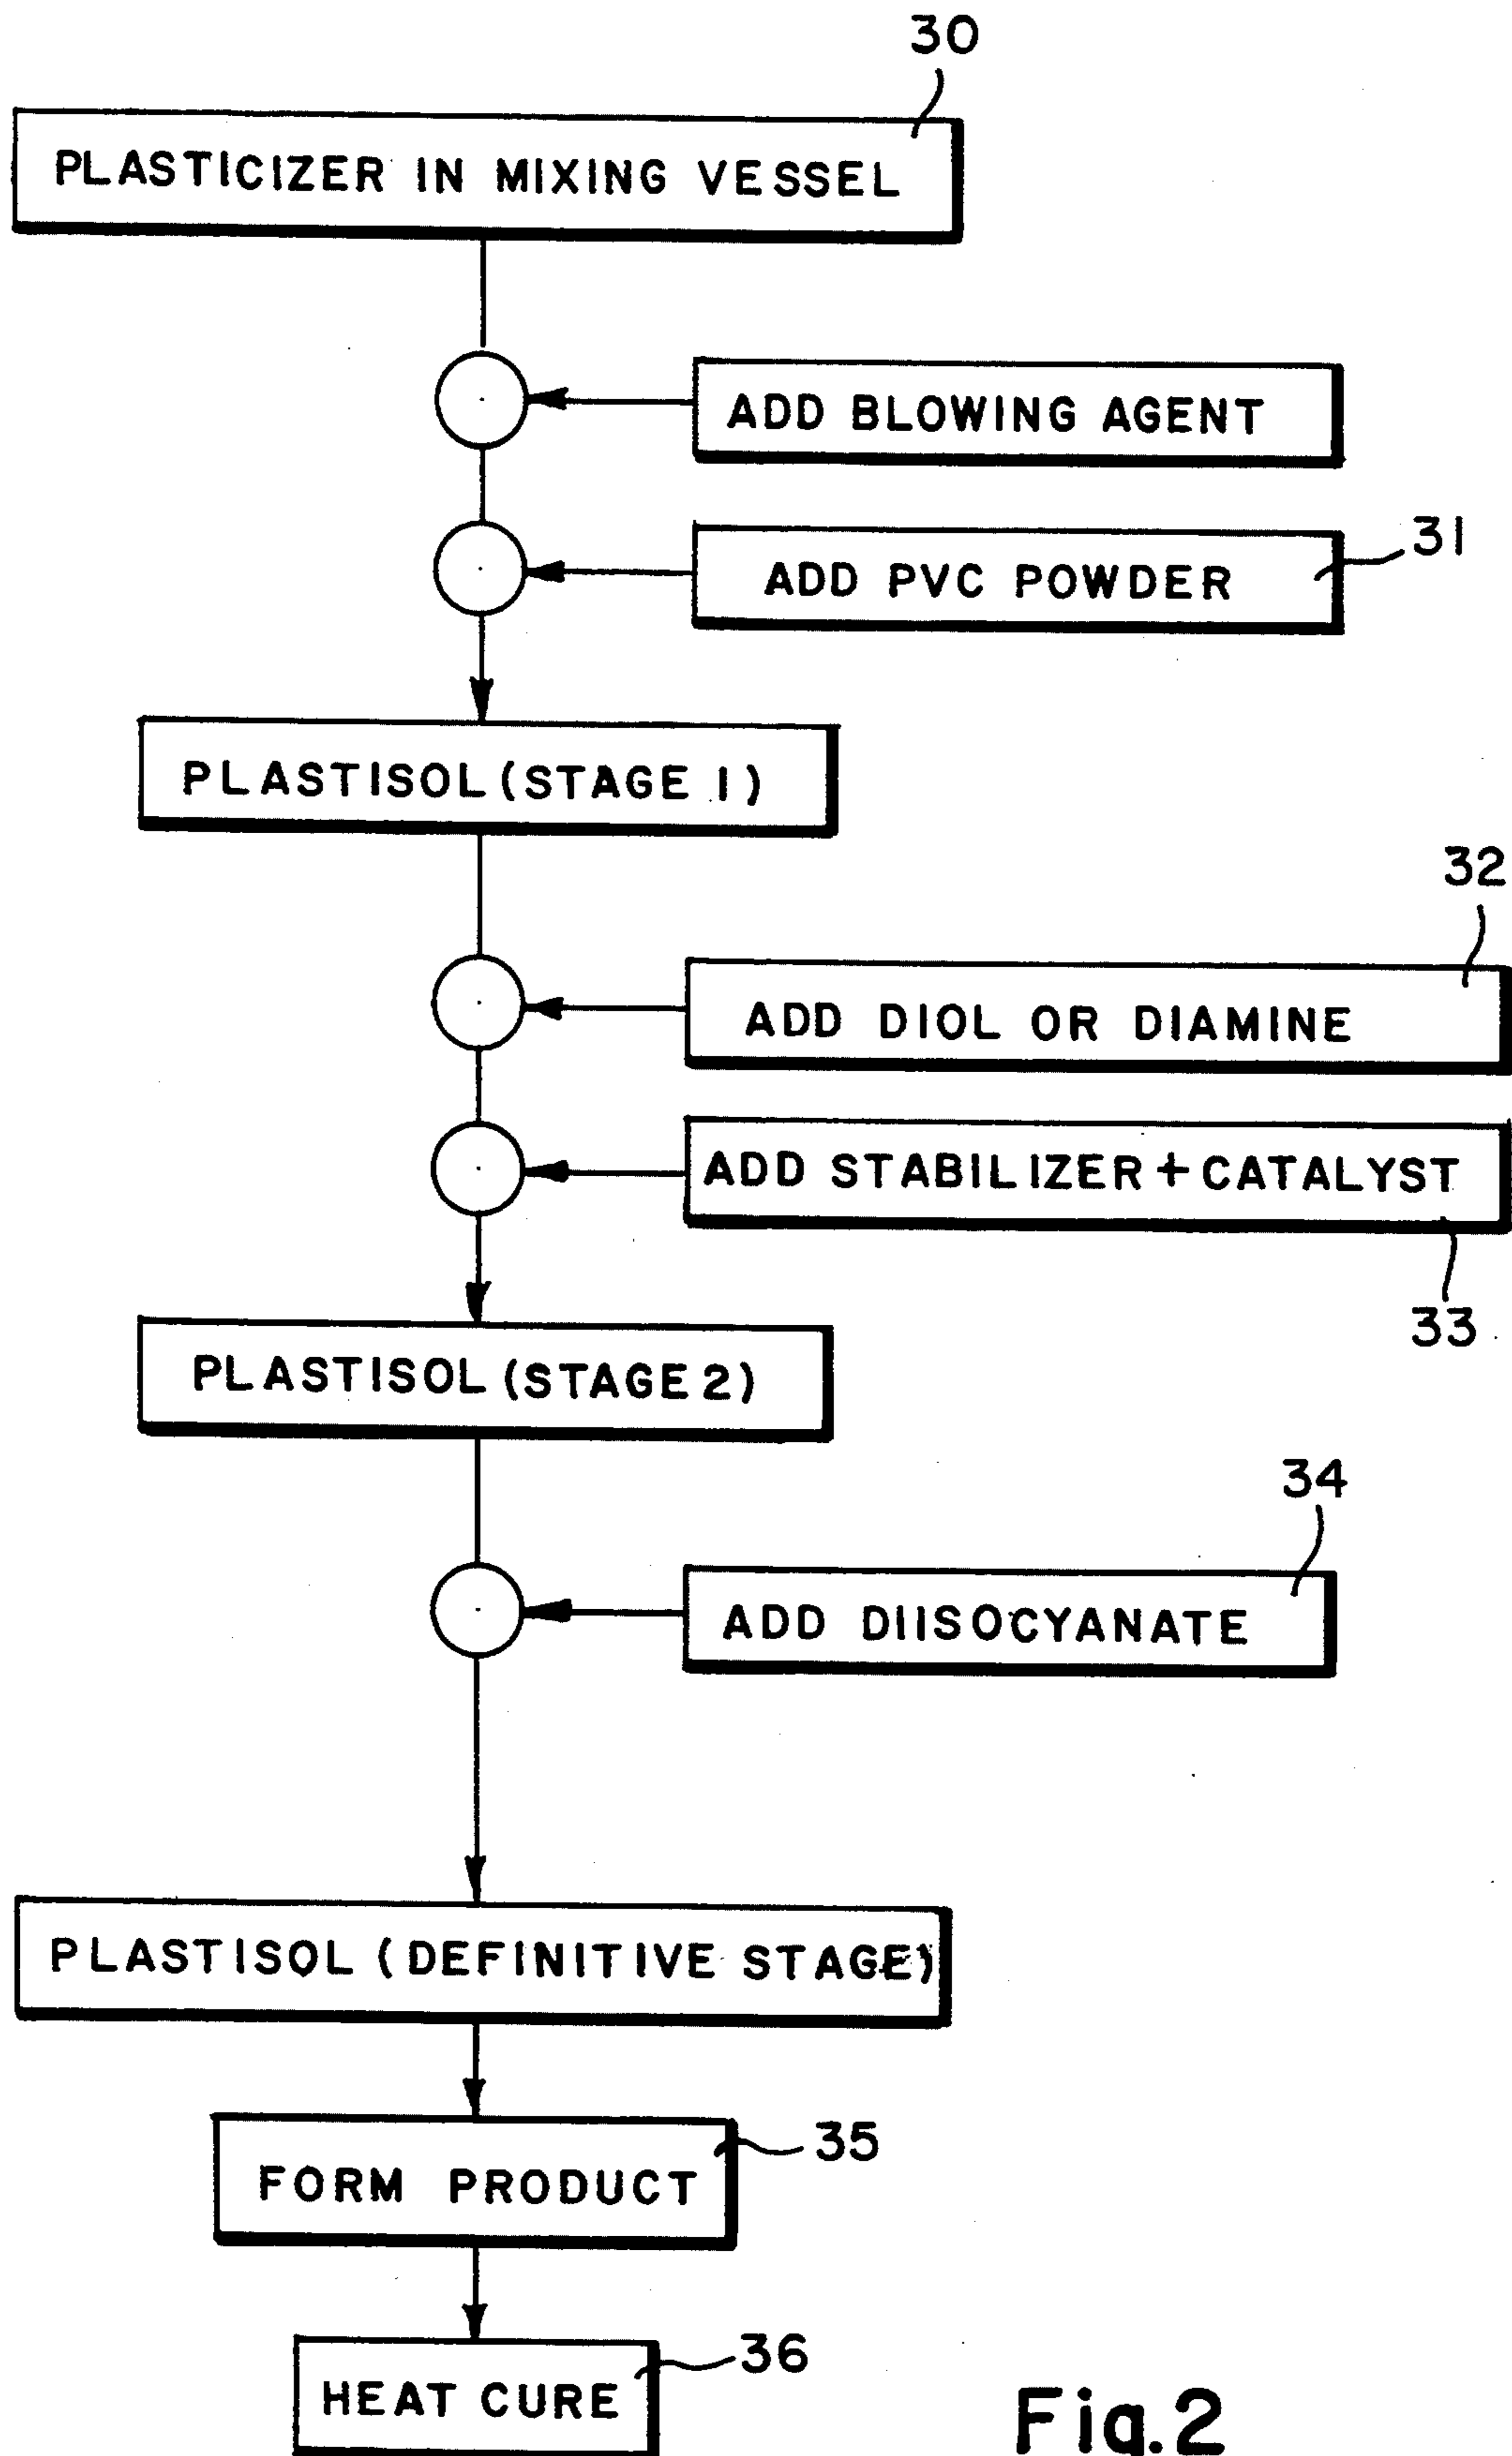 30
PLASTICIZER IN MIXING VESSEL
ADD BLOWING AGENT
31
ADD PVC POWDER
PLASTISOL (STAGE 1)
32
ADD DIOL OR DIAMINE
ADD STABILIZER + CATALYST
33
PLASTISOL (STAGE 2)
34
ADD DIISOCYANATE
PLASTISOL (DEFINITIVE STAGE)
35
FORM PRODUCT
36
HEAT CURE
Fig.2